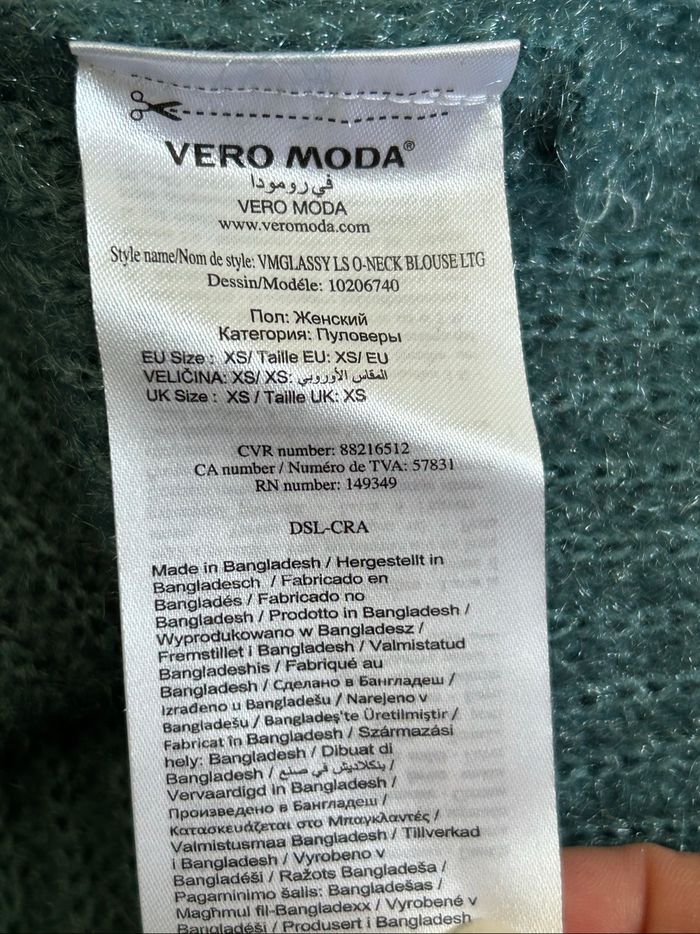 VERO MODA®
في رومودا
VERO MODA
www.veromoda.com
Style name/Nom de style: VMGLASSY LS O-NECK BLOUSE LTG
Dessin/Modéle: 10206740
Пол: Женский
Категория: Пуловеры
EU Size : XS/ Taille EU: XS/ EU
VELIČINA: XS/ XS: المقاس الأوروبي
UK Size : XS / Taille UK: XS
CVR number: 88216512
CA number / Numéro de TVA: 57831
RN number: 149349
DSL-CRA
Made in Bangladesh / Hergestellt in
Bangladesch / Fabricado en
Bangladés / Fabricado no
Bangladesh / Prodotto in Bangladesh /
Wyprodukowano w Bangladesz /
Fremstillet i Bangladesh / Valmistatud
Bangladeshis / Fabriqué au
Bangladesh / Сделано в Бангладеш /
Izrađeno u Bangladešu / Narejeno v
Bangladešu / Bangladeş'te Üretilmiştir /
Fabricat în Bangladesh / Származási
hely: Bangladesh / Dibuat di
Bangladesh / بنكلاديش في صنع /
Vervaardigd in Bangladesh /
Произведено в Бангладеш /
Κατασκευάζεται στο Μπαγκλαντές /
Valmistusmaa Bangladesh / Tillverkad
i Bangladesh / Vyrobeno v
Bangladéši / Ražots Bangladeša /
Pagaminimo šalis: Bangladešas /
Magħmul fil-Bangladexx / Vyrobené v
Bangladéši / Produsert i Bangladesh